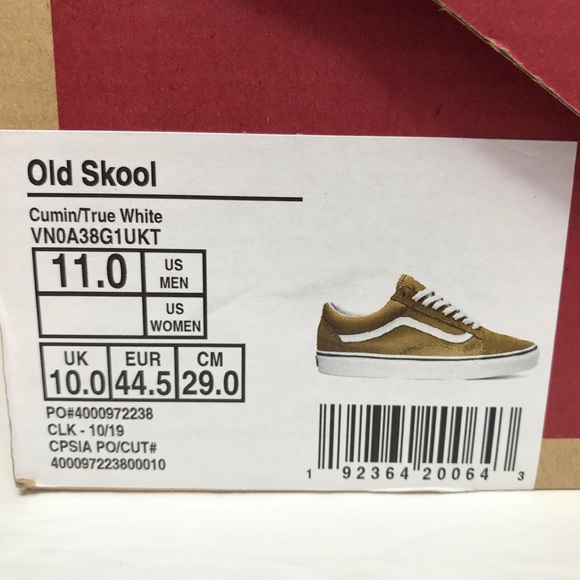 Old Skool
Cumin/True White
VN0A38G1UKT
11.0 US MEN
US WOMEN
UK EUR CM
10.0 44.5 29.0
PO#4000972238
CLK - 10/19
CPSIA PO/CUT#
400097223800010
1 92364 20064 3